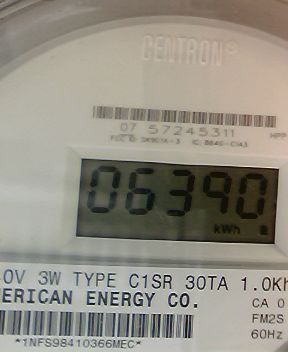 CENTRON®
07 57245311
06390
kWh
0V 3W TYPE C1SR 30TA 1.0Kh
ERICAN ENERGY CO.
CA 0
FM2S
60Hz
*1NFS98410366MEC*